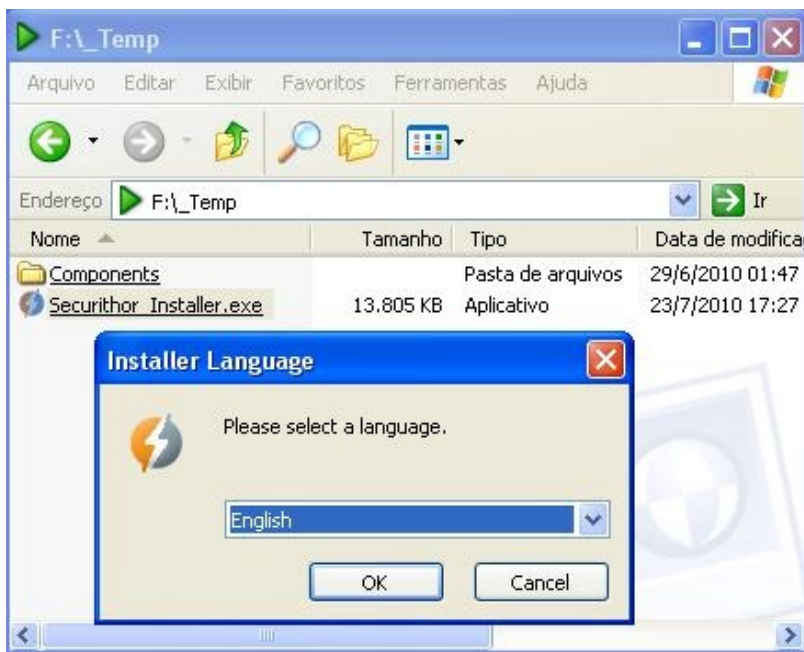 F:\_Temp
Arquivo Editar Exibir Favoritos Ferramentas Ajuda
Endereço F:\_Temp Ir
Nome Tamanho Tipo Data de modifica
Components Pasta de arquivos 29/6/2010 01:47
Securithor_Installer.exe 13.805 KB Aplicativo 23/7/2010 17:27
Installer Language
Please select a language.
English
OK Cancel